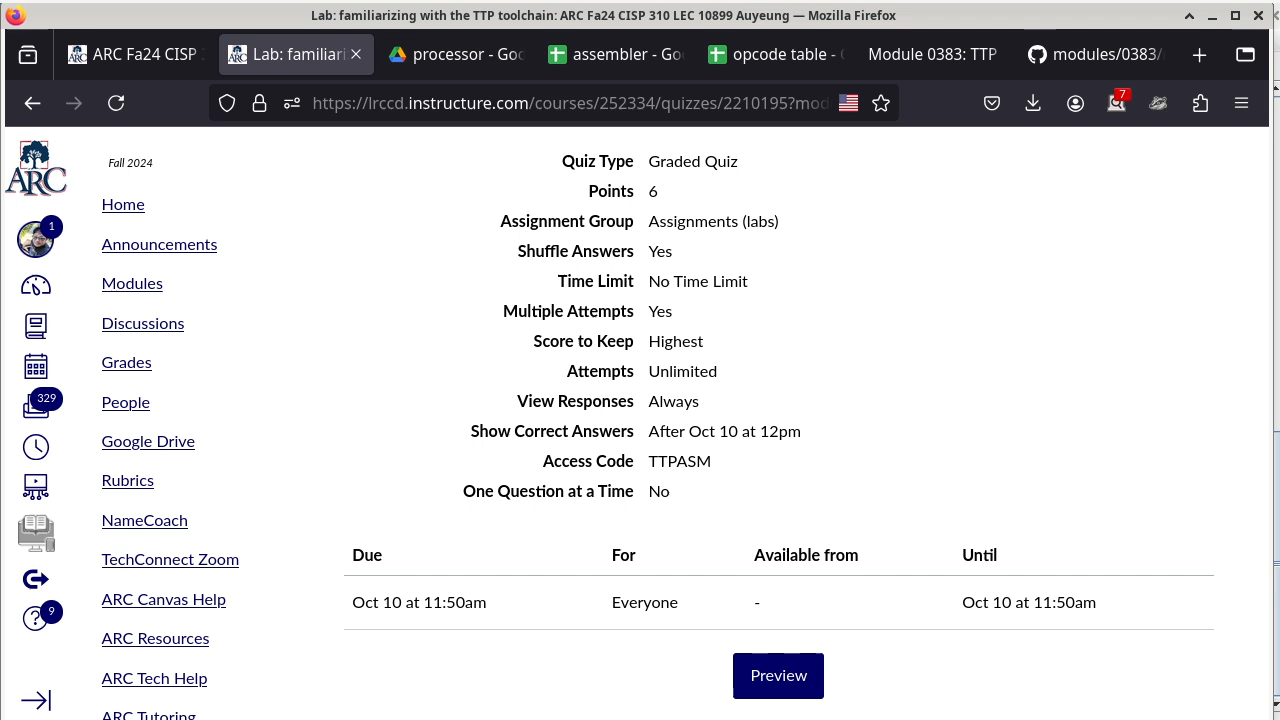 Lab: familiarizing with the TTP toolchain: ARC Fa24 CISP 310 LEC 10899 Auyeung — Mozilla Firefox
ARC Fa24 CISP
Lab: familiari
processor - Goo
assembler - Go
opcode table -
Module 0383: TTP
modules/0383/
https://lrccd.instructure.com/courses/252334/quizzes/2210195?mod
7
ARC
Fall 2024
1
329
9
Home
Announcements
Modules
Discussions
Grades
People
Google Drive
Rubrics
NameCoach
TechConnect Zoom
ARC Canvas Help
ARC Resources
ARC Tech Help
ARC Tutoring
Quiz Type Graded Quiz
Points 6
Assignment Group Assignments (labs)
Shuffle Answers Yes
Time Limit No Time Limit
Multiple Attempts Yes
Score to Keep Highest
Attempts Unlimited
View Responses Always
Show Correct Answers After Oct 10 at 12pm
Access Code TTPASM
One Question at a Time No
Due For Available from Until
Oct 10 at 11:50am Everyone - Oct 10 at 11:50am
Preview